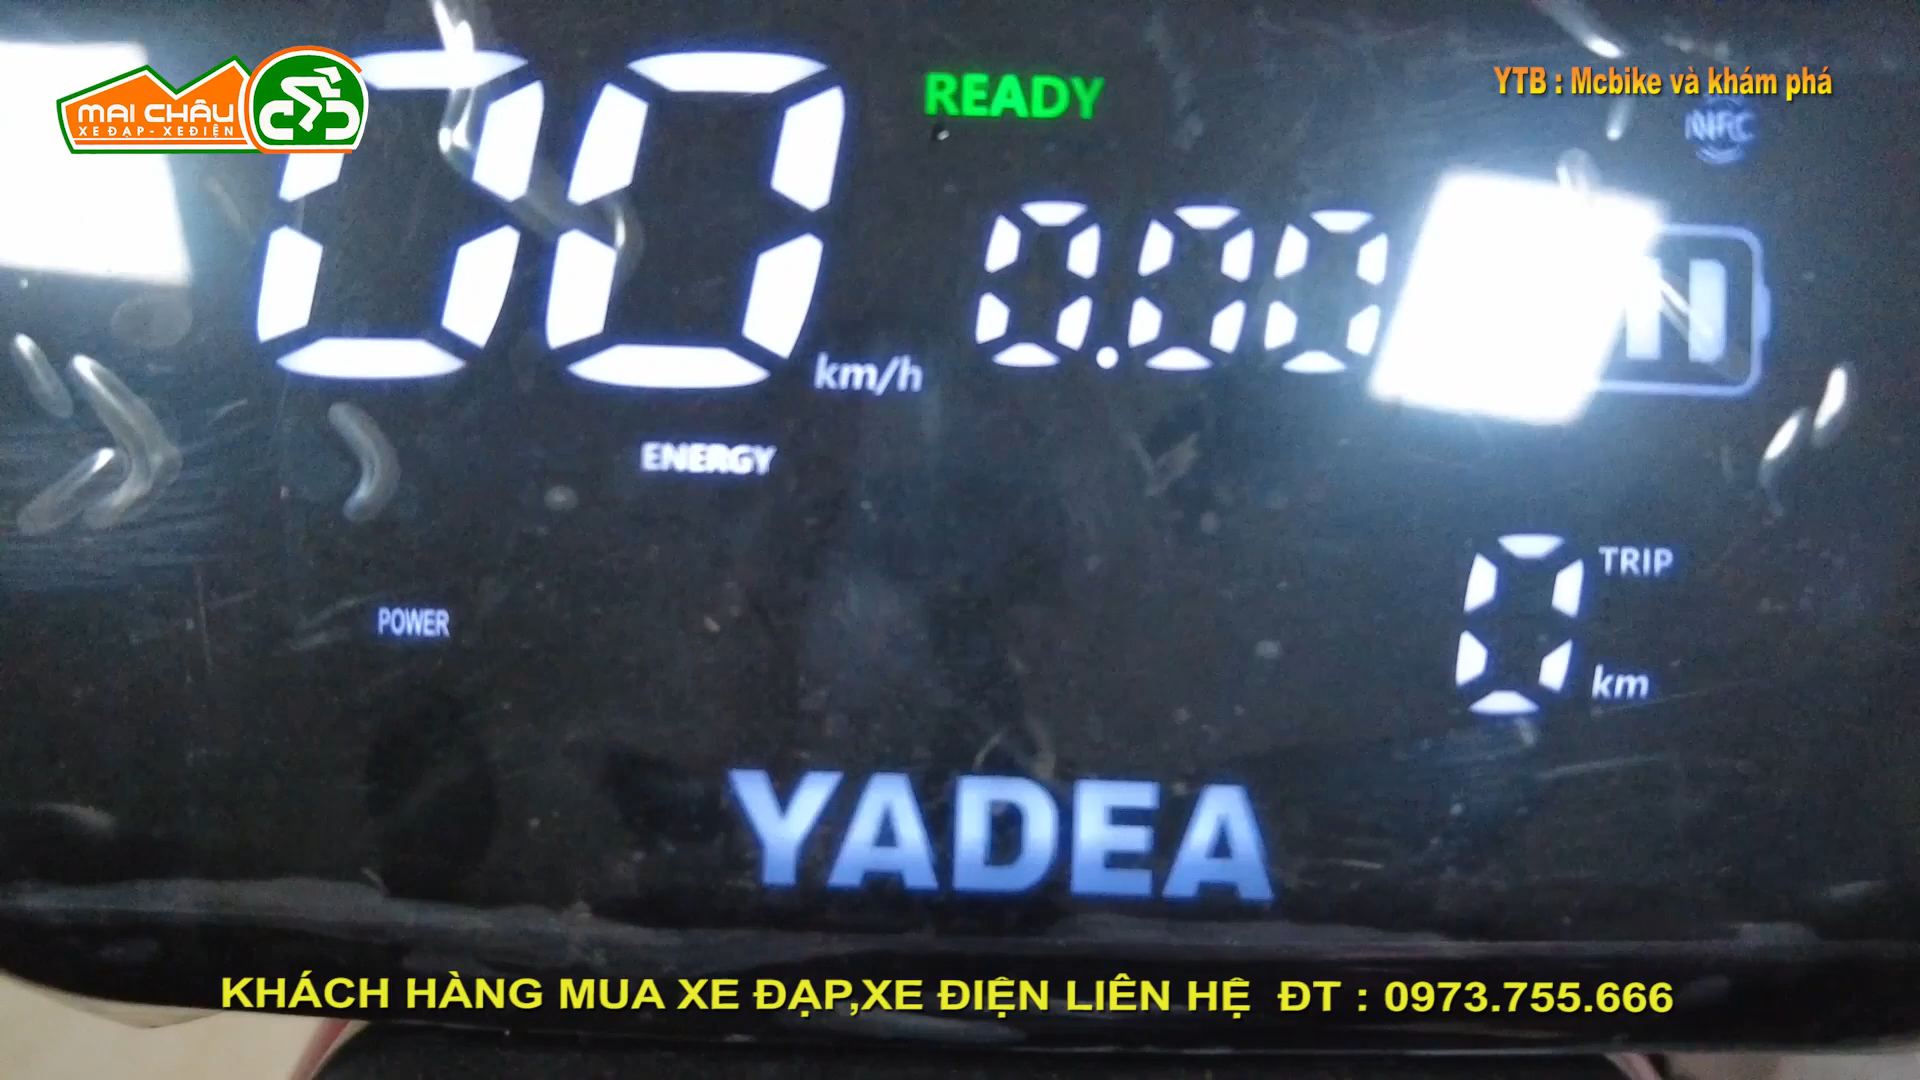 MAI CHÂU
XE ĐẠP - XE ĐIỆN
YTB : Mcbike và khám phá
00 km/h
READY
0.00
NFC
ENERGY
POWER
0 TRIP
km
YADEA
KHÁCH HÀNG MUA XE ĐẠP,XE ĐIỆN LIÊN HỆ ĐT : 0973.755.666